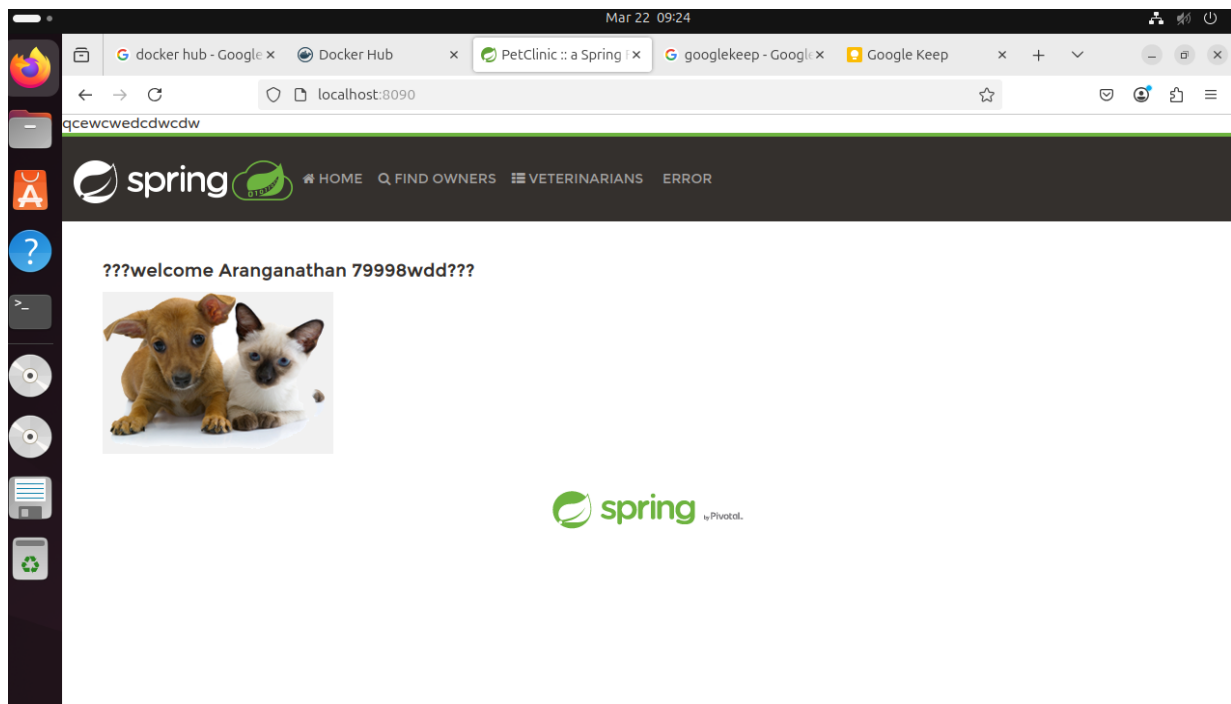 Mar 22 09:24
docker hub - Google
Docker Hub
PetClinic :: a Spring f
googlekeep - Google
Google Keep
localhost:8090
qcewcwedcdwcdw
spring HOME FIND OWNERS VETERINARIANS ERROR
???welcome Aranganathan 79998wdd???
spring by Pivotal.